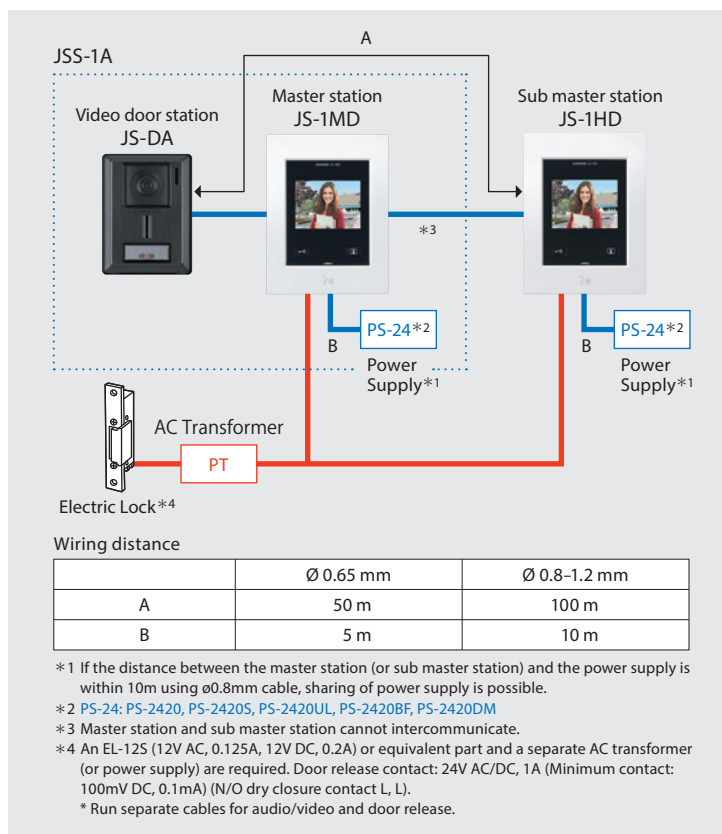 JSS-1A
A
Video door station
JS-DA
Master station
JS-1MD
Sub master station
JS-1HD
*3
PS-24*2
B
Power
Supply*1
PS-24*2
B
Power
Supply*1
AC Transformer
PT
Electric Lock*4
Wiring distance
Ø 0.65 mm Ø 0.8–1.2 mm
A 50 m 100 m
B 5 m 10 m
*1 If the distance between the master station (or sub master station) and the power supply is
within 10m using ø0.8mm cable, sharing of power supply is possible.
*2 PS-24: PS-2420, PS-2420S, PS-2420UL, PS-2420BF, PS-2420DM
*3 Master station and sub master station cannot intercommunicate.
*4 An EL-12S (12V AC, 0.125A, 12V DC, 0.2A) or equivalent part and a separate AC transformer
(or power supply) are required. Door release contact: 24V AC/DC, 1A (Minimum contact:
100mV DC, 0.1mA) (N/O dry closure contact L, L).
* Run separate cables for audio/video and door release.